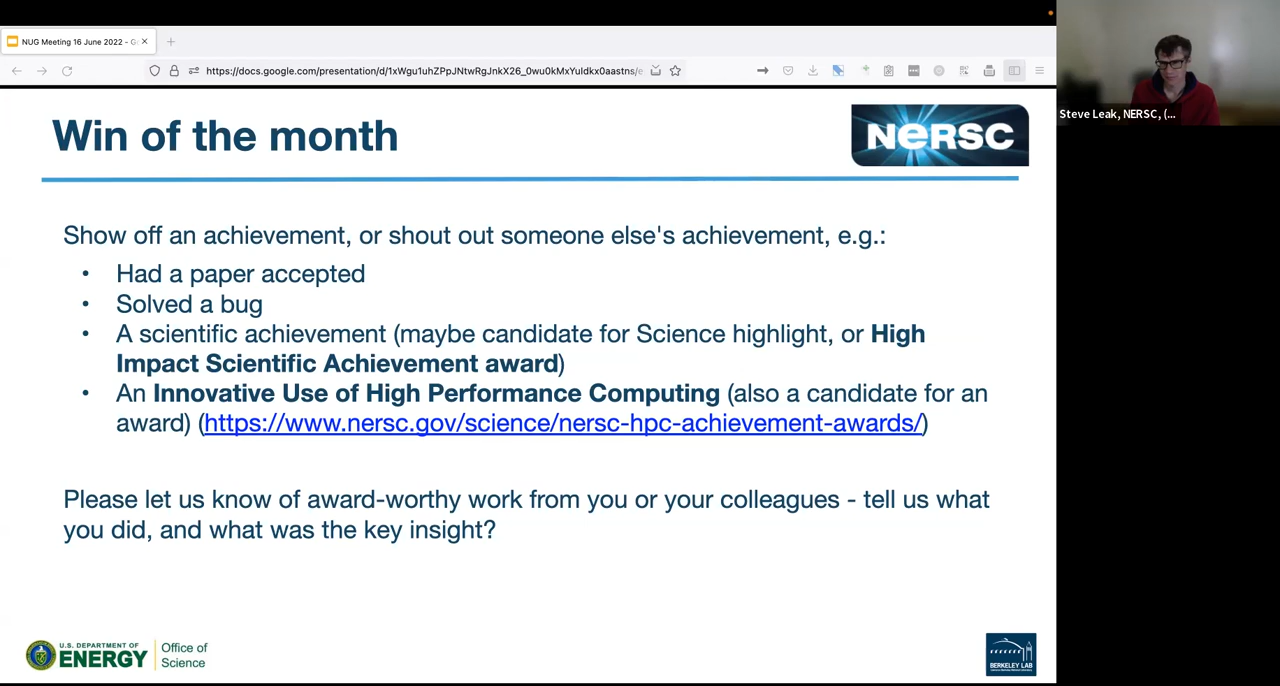 NUG Meeting 16 June 2022 - Go
https://docs.google.com/presentation/d/1xWgu1uhZPpJNtwRgJnkX26_0wu0kMxYuIdkx0aastns/e
Win of the month
NERSC
Steve Leak, NERSC, (...
Show off an achievement, or shout out someone else's achievement, e.g.:
• Had a paper accepted
• Solved a bug
• A scientific achievement (maybe candidate for Science highlight, or High
Impact Scientific Achievement award)
• An Innovative Use of High Performance Computing (also a candidate for an
award) (https://www.nersc.gov/science/nersc-hpc-achievement-awards/)
Please let us know of award-worthy work from you or your colleagues - tell us what
you did, and what was the key insight?
U.S. DEPARTMENT OF
ENERGY
Office of
Science
BERKELEY LAB